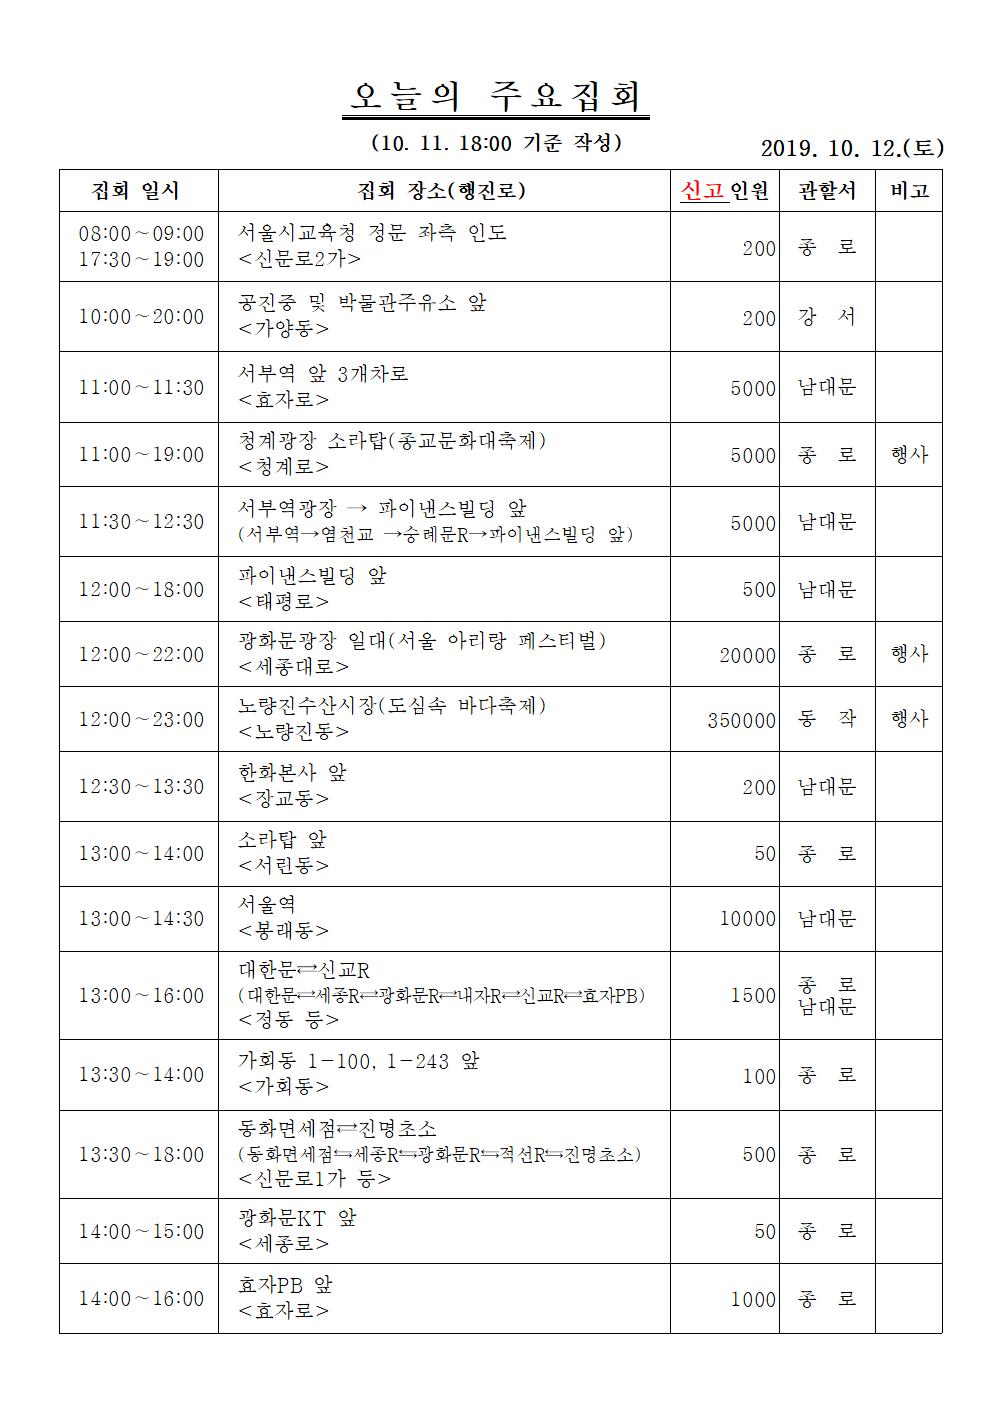 오늘의 주요집회
(10. 11. 18:00 기준 작성)
2019. 10. 12.(토)
집회 일시 집회 장소(행진로) 신고인원 관할서 비고
08:00~09:00
17:30~19:00
서울시교육청 정문 좌측 인도
<신문로2가>
200 종 로
10:00~20:00
공진중 및 박물관주유소 앞
<가양동>
200 강 서
11:00~11:30
서부역 앞 3개차로
<효자로>
5000 남대문
11:00~19:00
청계광장 소라탑(종교문화대축제)
<청계로>
5000 종 로 행사
11:30~12:30
서부역광장 → 파이낸스빌딩 앞
(서부역→염천교 →숭례문R→파이낸스빌딩 앞)
5000 남대문
12:00~18:00
파이낸스빌딩 앞
<태평로>
500 남대문
12:00~22:00
광화문광장 일대(서울 아리랑 페스티벌)
<세종대로>
20000 종 로 행사
12:00~23:00
노량진수산시장(도심속 바다축제)
<노량진동>
350000 동 작 행사
12:30~13:30
한화본사 앞
<장교동>
200 남대문
13:00~14:00
소라탑 앞
<서린동>
50 종 로
13:00~14:30
서울역
<봉래동>
10000 남대문
13:00~16:00
대한문⇄신교R
(대한문⇄세종R⇄광화문R⇄내자R⇄신교R⇄효자PB)
<정동 등>
1500 종 로
남대문
13:30~14:00
가회동 1-100, 1-243 앞
<가회동>
100 종 로
13:30~18:00
동화면세점⇄진명초소
(동화면세점⇆세종R⇆광화문R⇆적선R⇆진명초소)
<신문로1가 등>
500 종 로
14:00~15:00
광화문KT 앞
<세종로>
50 종 로
14:00~16:00
효자PB 앞
<효자로>
1000 종 로